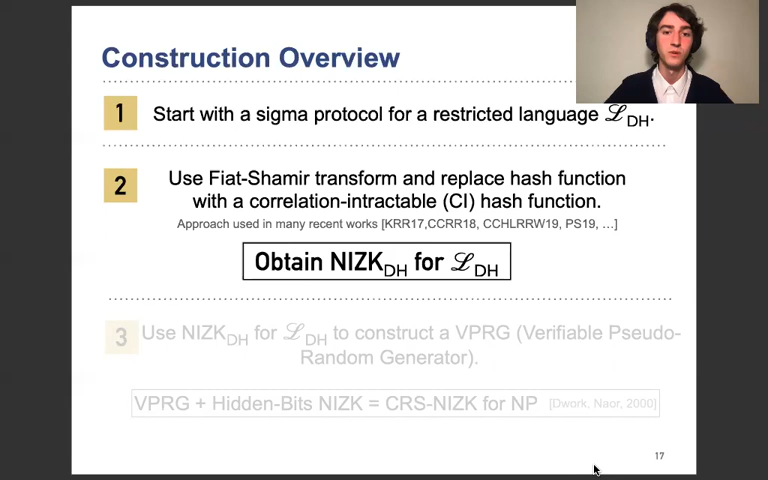 Construction Overview
1 Start with a sigma protocol for a restricted language ℒDH.
2 Use Fiat-Shamir transform and replace hash function
with a correlation-intractable (CI) hash function.
Approach used in many recent works [KRR17,CCRR18, CCHLRRW19, PS19, ...]
Obtain NIZKDH for ℒDH
3 Use NIZKDH for ℒDH to construct a VPRG (Verifiable Pseudo-
Random Generator).
VPRG + Hidden-Bits NIZK = CRS-NIZK for NP [Dwork. Naor, 2000]
17